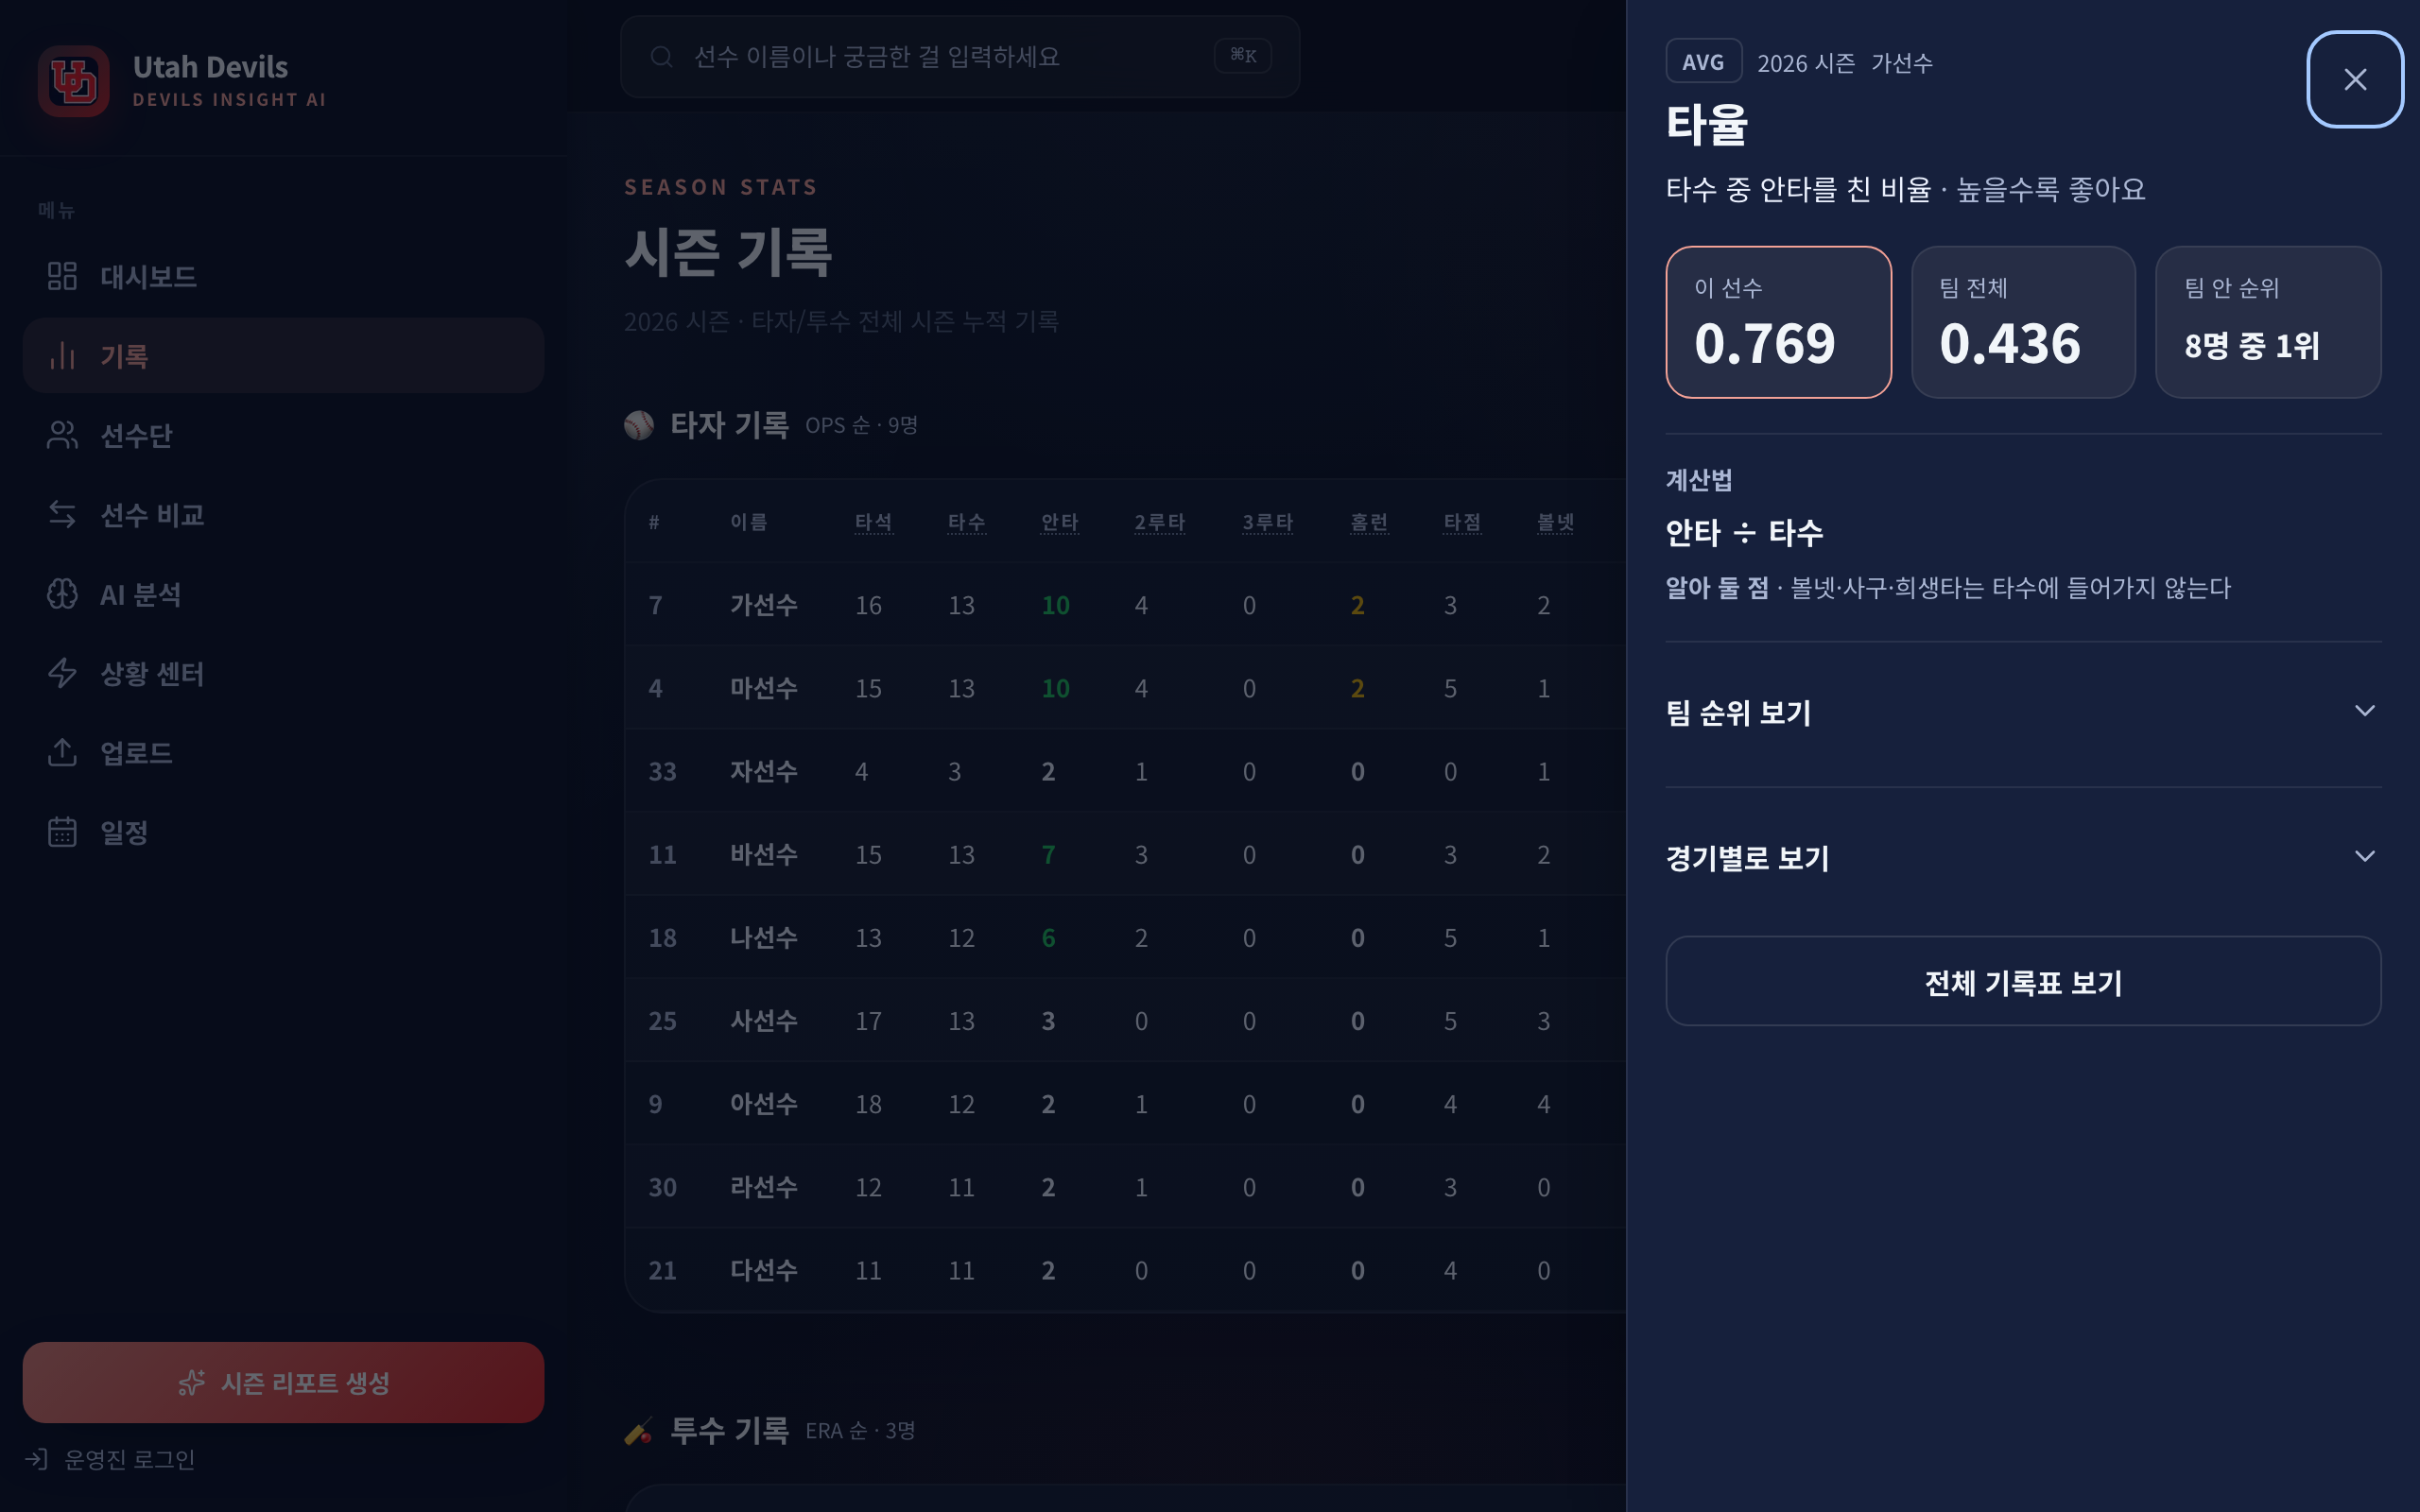 Utah Devils
DEVILS INSIGHT AI
메뉴
대시보드
기록
선수단
선수 비교
AI 분석
상황 센터
업로드
일정
시즌 리포트 생성
운영진 로그인
선수 이름이나 궁금한 걸 입력하세요 ⌘K
SEASON STATS
시즌 기록
2026 시즌 · 타자/투수 전체 시즌 누적 기록
타자 기록 OPS 순 · 9명
# 이름 타석 타수 안타 2루타 3루타 홈런 타점 볼넷
7 가선수 16 13 10 4 0 2 3 2
4 마선수 15 13 10 4 0 2 5 1
33 자선수 4 3 2 1 0 0 0 1
11 바선수 15 13 7 3 0 0 3 2
18 나선수 13 12 6 2 0 0 5 1
25 사선수 17 13 3 0 0 0 5 3
9 아선수 18 12 2 1 0 0 4 4
30 라선수 12 11 2 1 0 0 3 0
21 다선수 11 11 2 0 0 0 4 0
투수 기록 ERA 순 · 3명
AVG 2026 시즌 가선수
타율
타수 중 안타를 친 비율 · 높을수록 좋아요
이 선수
0.769
팀 전체
0.436
팀 안 순위
8명 중 1위
계산법
안타 ÷ 타수
알아 둘 점 · 볼넷·사구·희생타는 타수에 들어가지 않는다
팀 순위 보기
경기별로 보기
전체 기록표 보기